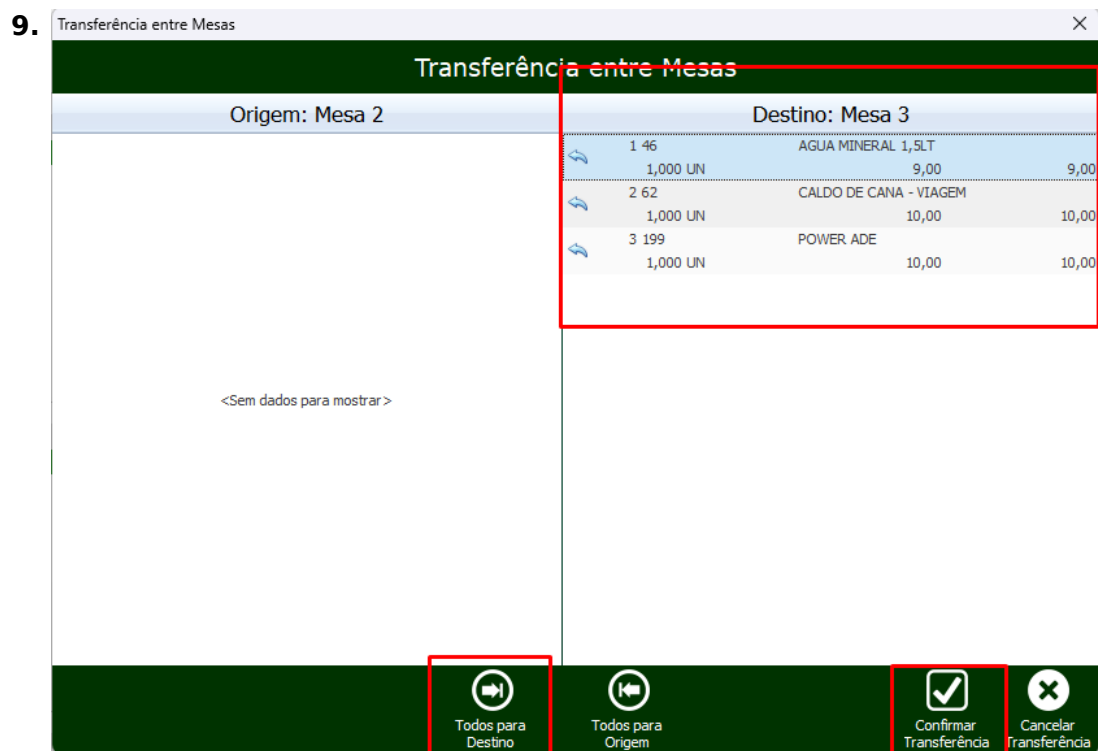 9.
Transferência entre Mesas
Transferência entre Mesas
Origem: Mesa 2
Destino: Mesa 3
1 46 AGUA MINERAL 1,5LT
1,000 UN 9,00 9,00
2 62 CALDO DE CANA - VIAGEM
1,000 UN 10,00 10,00
3 199 POWER ADE
1,000 UN 10,00 10,00
<Sem dados para mostrar>
Todos para
Destino
Todos para
Origem
Confirmar
Transferência
Cancelar
Transferência